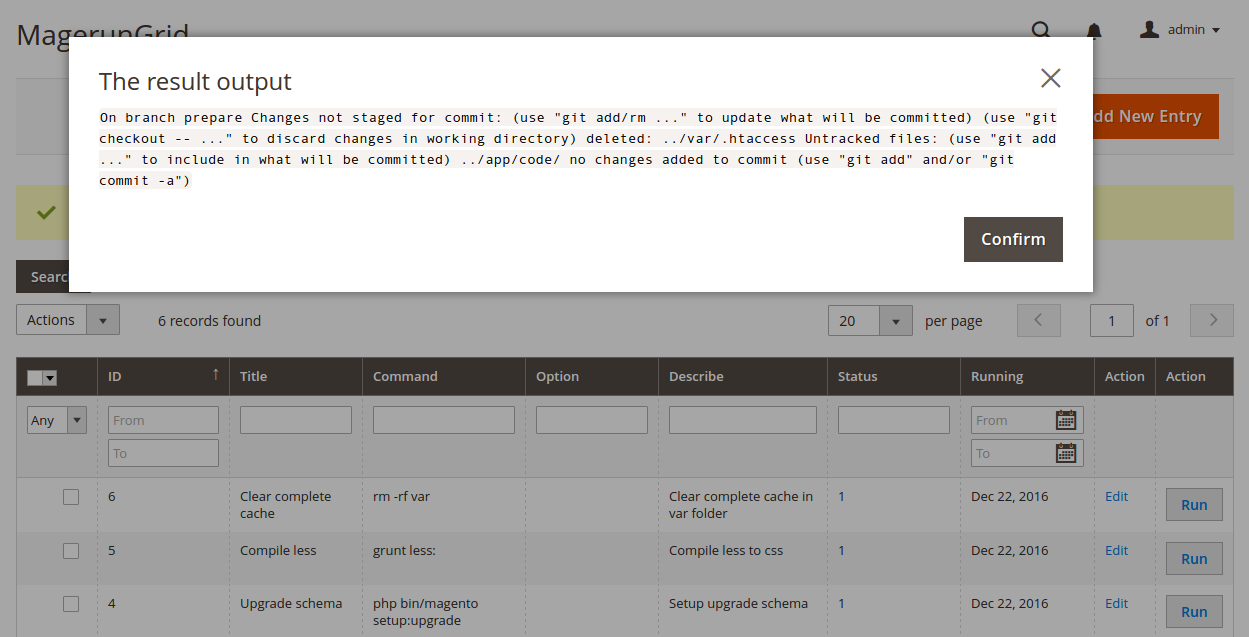 MagerunGrid
admin
The result output
On branch prepare Changes not staged for commit: (use "git add/rm ..." to update what will be committed) (use "git
checkout -- ..." to discard changes in working directory) deleted: ../var/.htaccess Untracked files: (use "git add
..." to include in what will be committed) ../app/code/ no changes added to commit (use "git add" and/or "git
commit -a")
dd New Entry
Confirm
Searc
Actions 6 records found 20 per page 1 of 1
ID ↑ Title Command Option Describe Status Running Action Action
Any From From
To To
6 Clear complete cache rm -rf var Clear complete cache in var folder 1 Dec 22, 2016 Edit Run
5 Compile less grunt less: Compile less to css 1 Dec 22, 2016 Edit Run
4 Upgrade schema php bin/magento setup:upgrade Setup upgrade schema 1 Dec 22, 2016 Edit Run